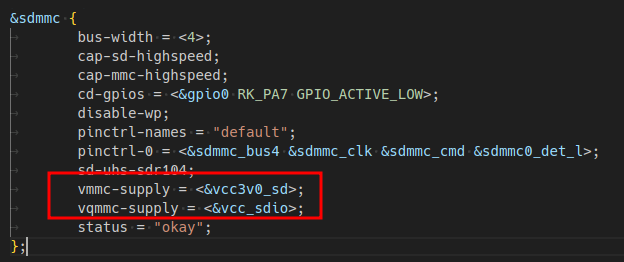 &sdmmc {
bus-width = <4>;
cap-sd-highspeed;
cap-mmc-highspeed;
cd-gpios = <&gpio0 RK_PA7 GPIO_ACTIVE_LOW>;
disable-wp;
pinctrl-names = "default";
pinctrl-0 = <&sdmmc_bus4 &sdmmc_clk &sdmmc_cmd &sdmmc0_det_l>;
sd-uhs-sdr104;
vmmc-supply = <&vcc3v0_sd>;
vqmmc-supply = <&vcc_sdio>;
status = "okay";
};